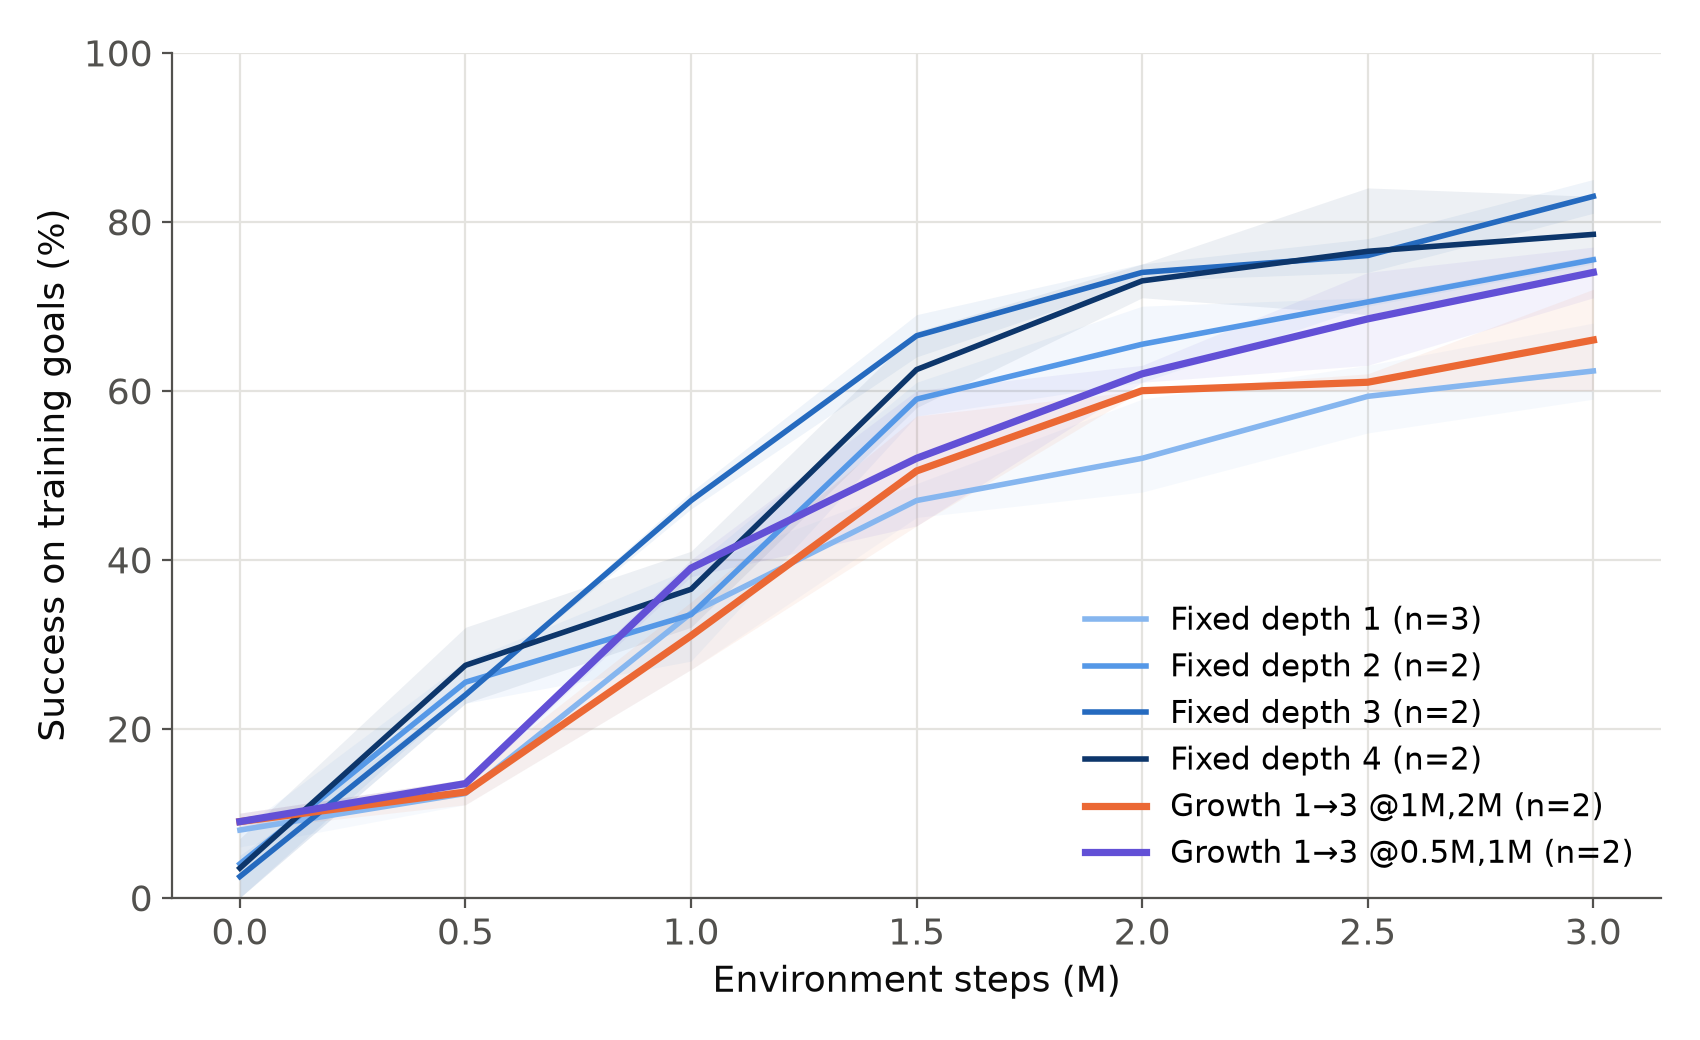 100
80
60
40
20
0
Success on training goals (%)
0.0 0.5 1.0 1.5 2.0 2.5 3.0
Environment steps (M)
Fixed depth 1 (n=3)
Fixed depth 2 (n=2)
Fixed depth 3 (n=2)
Fixed depth 4 (n=2)
Growth 1→3 @1M,2M (n=2)
Growth 1→3 @0.5M,1M (n=2)